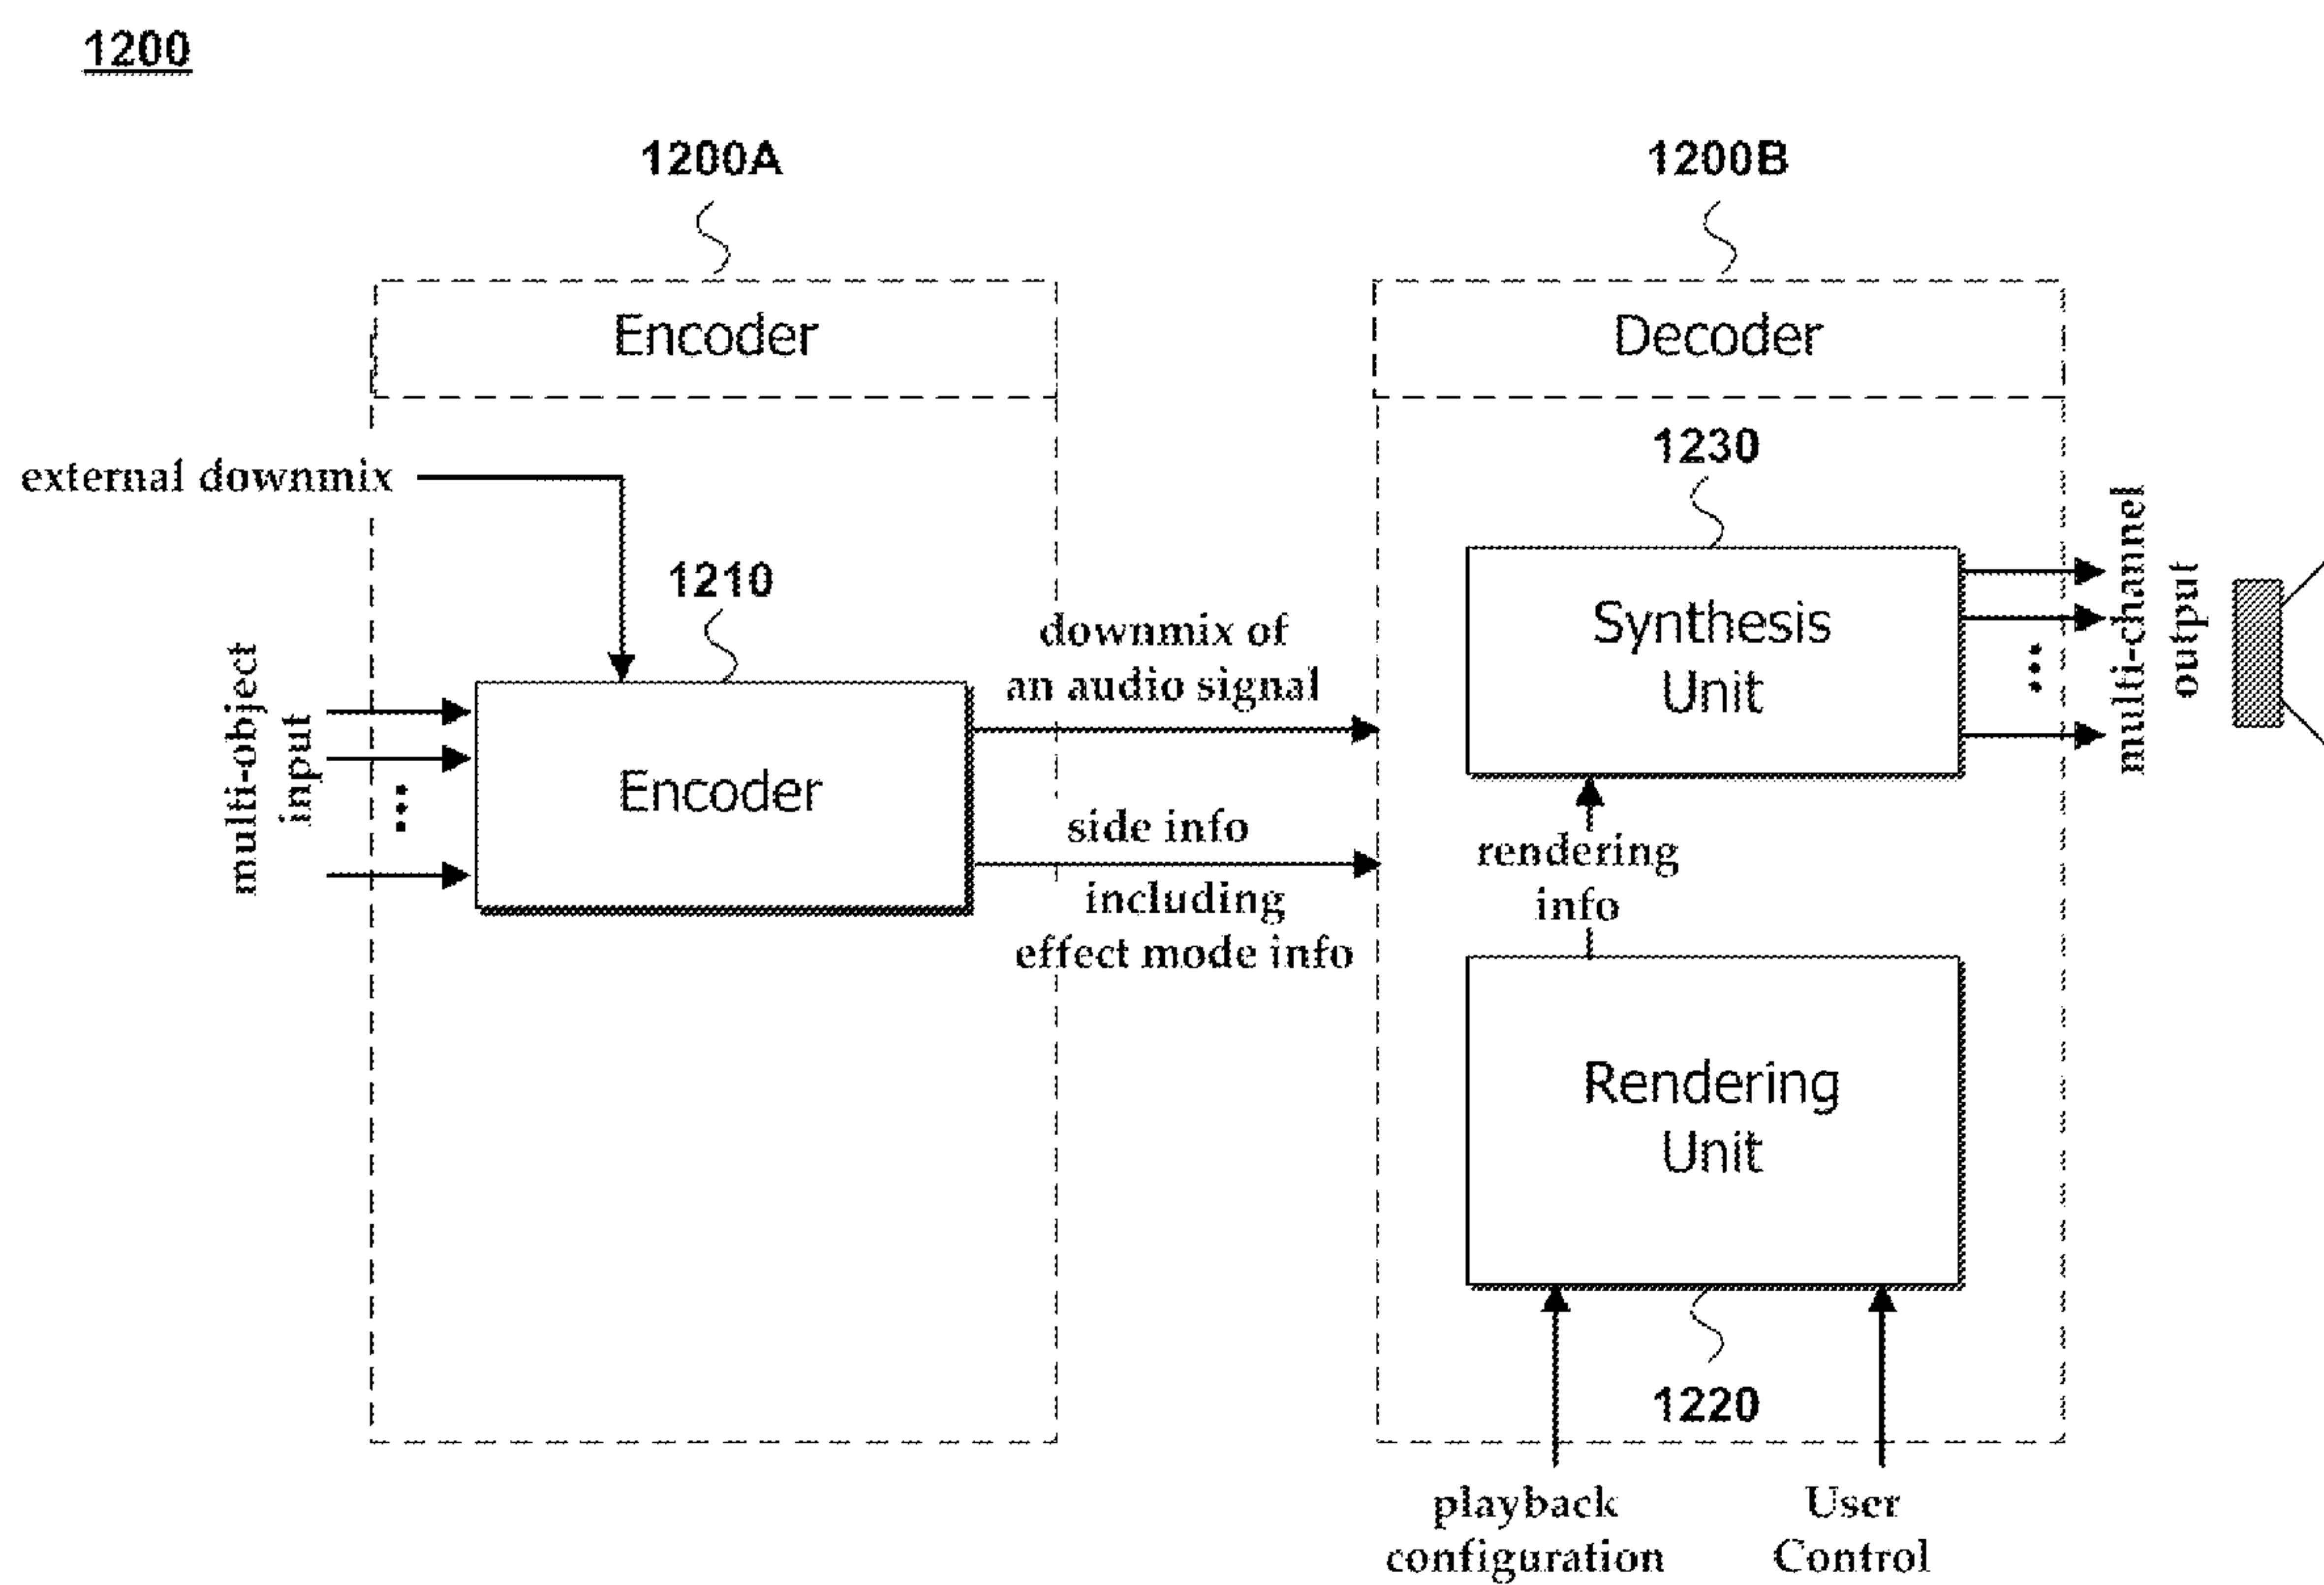 1200
1200A
1200B
Encoder
Decoder
external downmix
1230
1210
multi-object
input
...
Encoder
downmix of
an audio signal
side info
including
effect mode info
Synthesis
Unit
...
multi-channel
output
rendering
info
Rendering
Unit
1220
playback
configuration
User
Control